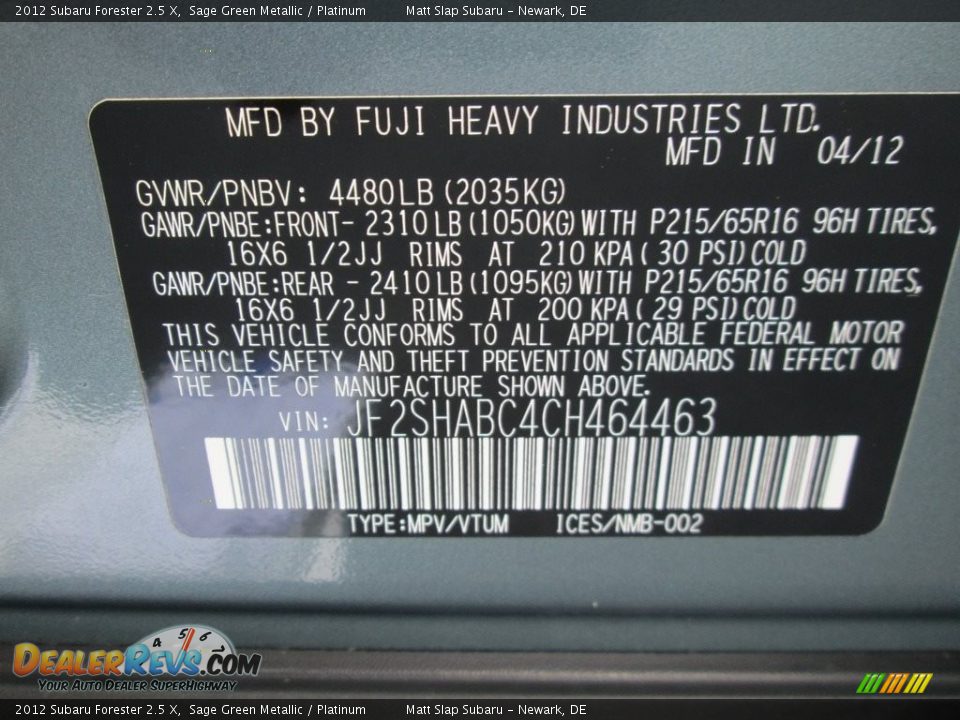 2012 Subaru Forester 2.5 X, Sage Green Metallic / Platinum Matt Slap Subaru - Newark, DE
MFD BY FUJI HEAVY INDUSTRIES LTD.
MFD IN 04/12
GVWR/PNBV: 4480LB (2035KG)
GAWR/PNBE:FRONT- 2310LB (1050KG) WITH P215/65R16 96H TIRES,
16X6 1/2JJ RIMS AT 210 KPA ( 30 PSI) COLD
GAWR/PNBE:REAR - 2410LB (1095KG) WITH P215/65R16 96H TIRES,
16X6 1/2JJ RIMS AT 200 KPA ( 29 PSI) COLD
THIS VEHICLE CONFORMS TO ALL APPLICABLE FEDERAL MOTOR
VEHICLE SAFETY AND THEFT PREVENTION STANDARDS IN EFFECT ON
THE DATE OF MANUFACTURE SHOWN ABOVE.
VIN: JF2SHABC4CH464463
TYPE:MPV/VTUM ICES/NMB-002
4 5 6 7
DEALERREVS.COM
YOUR AUTO DEALER SUPERHIGHWAY
2012 Subaru Forester 2.5 X, Sage Green Metallic / Platinum Matt Slap Subaru - Newark, DE